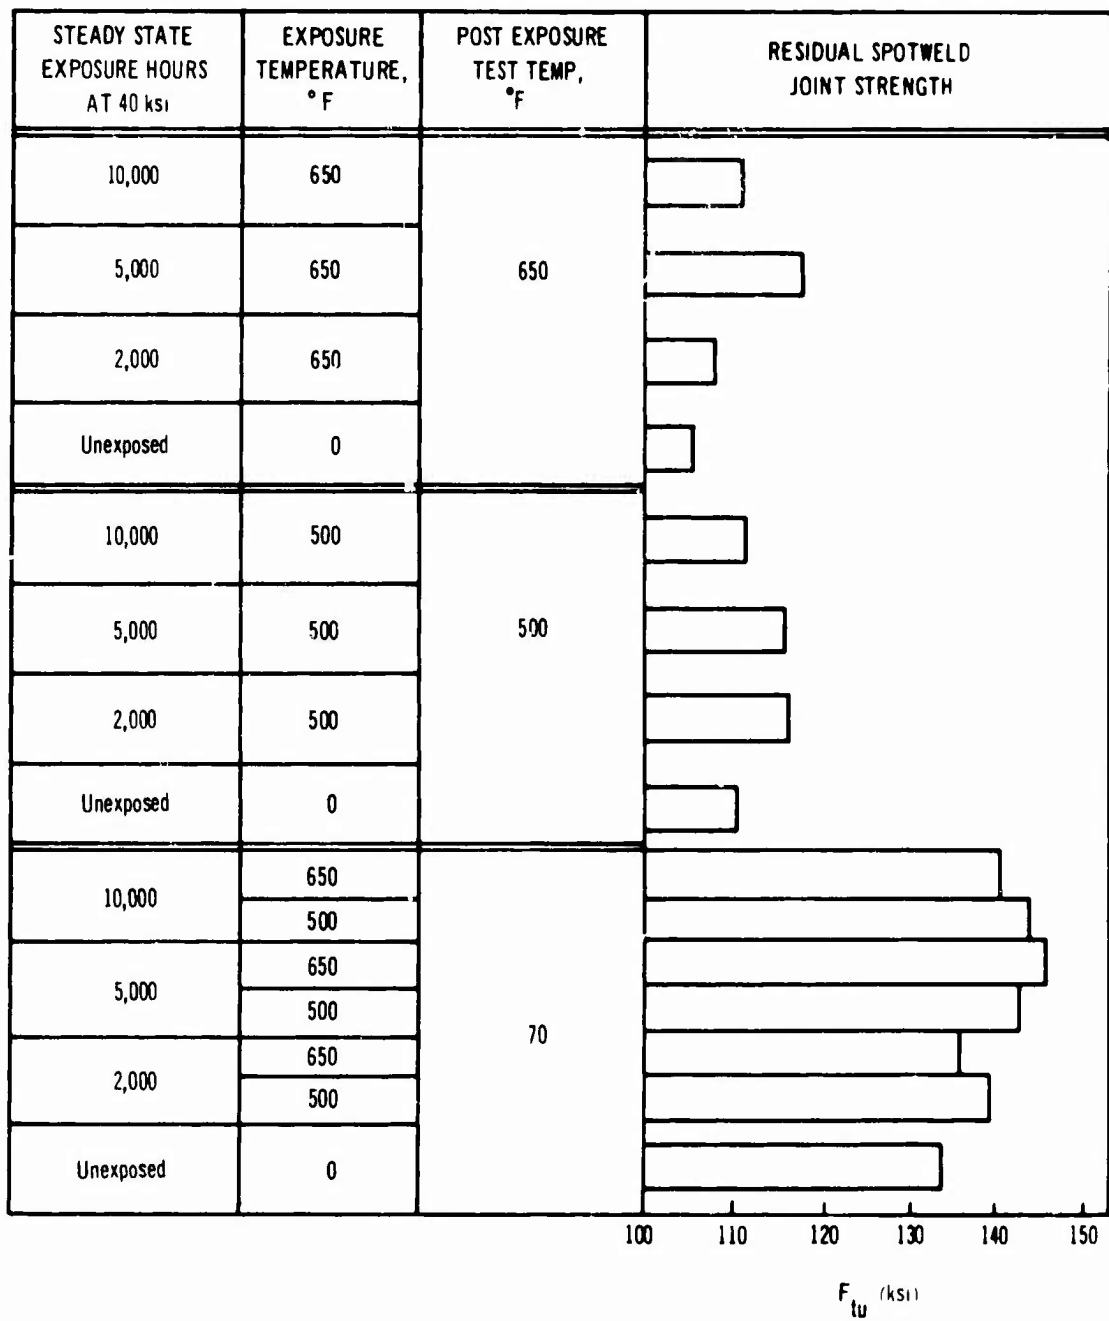 STEADY STATE
EXPOSURE HOURS
AT 40 ksi
EXPOSURE
TEMPERATURE,
°F
POST EXPOSURE
TEST TEMP,
°F
RESIDUAL SPOTWELD
JOINT STRENGTH
10,000 650
5,000 650 650
2,000 650
Unexposed 0
10,000 500
5,000 500 500
2,000 500
Unexposed 0
10,000
650
500
5,000
650
500
70
2,000
650
500
Unexposed 0
100 110 120 130 140 150
Ftu (ksi)